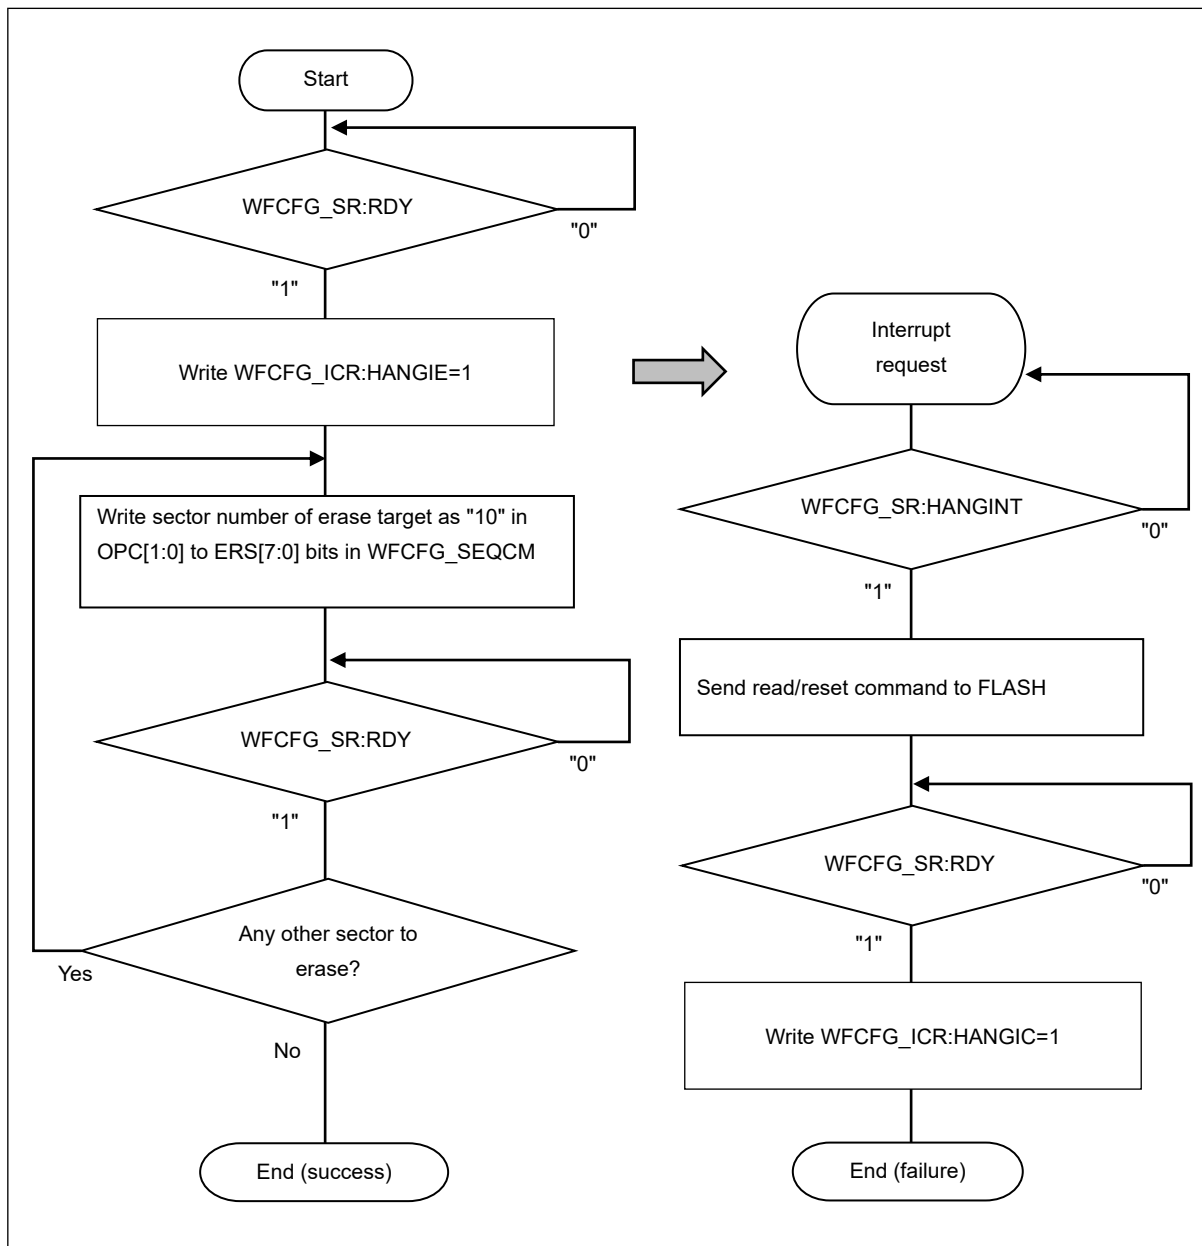 Start
WFCFG_SR:RDY
"0"
"1"
Write WFCFG_ICR:HANGIE=1
Write sector number of erase target as "10" in
OPC[1:0] to ERS[7:0] bits in WFCFG_SEQCM
WFCFG_SR:RDY
"0"
"1"
Any other sector to
erase?
Yes
No
End (success)
Interrupt
request
WFCFG_SR:HANGINT
"0"
"1"
Send read/reset command to FLASH
WFCFG_SR:RDY
"0"
"1"
Write WFCFG_ICR:HANGIC=1
End (failure)